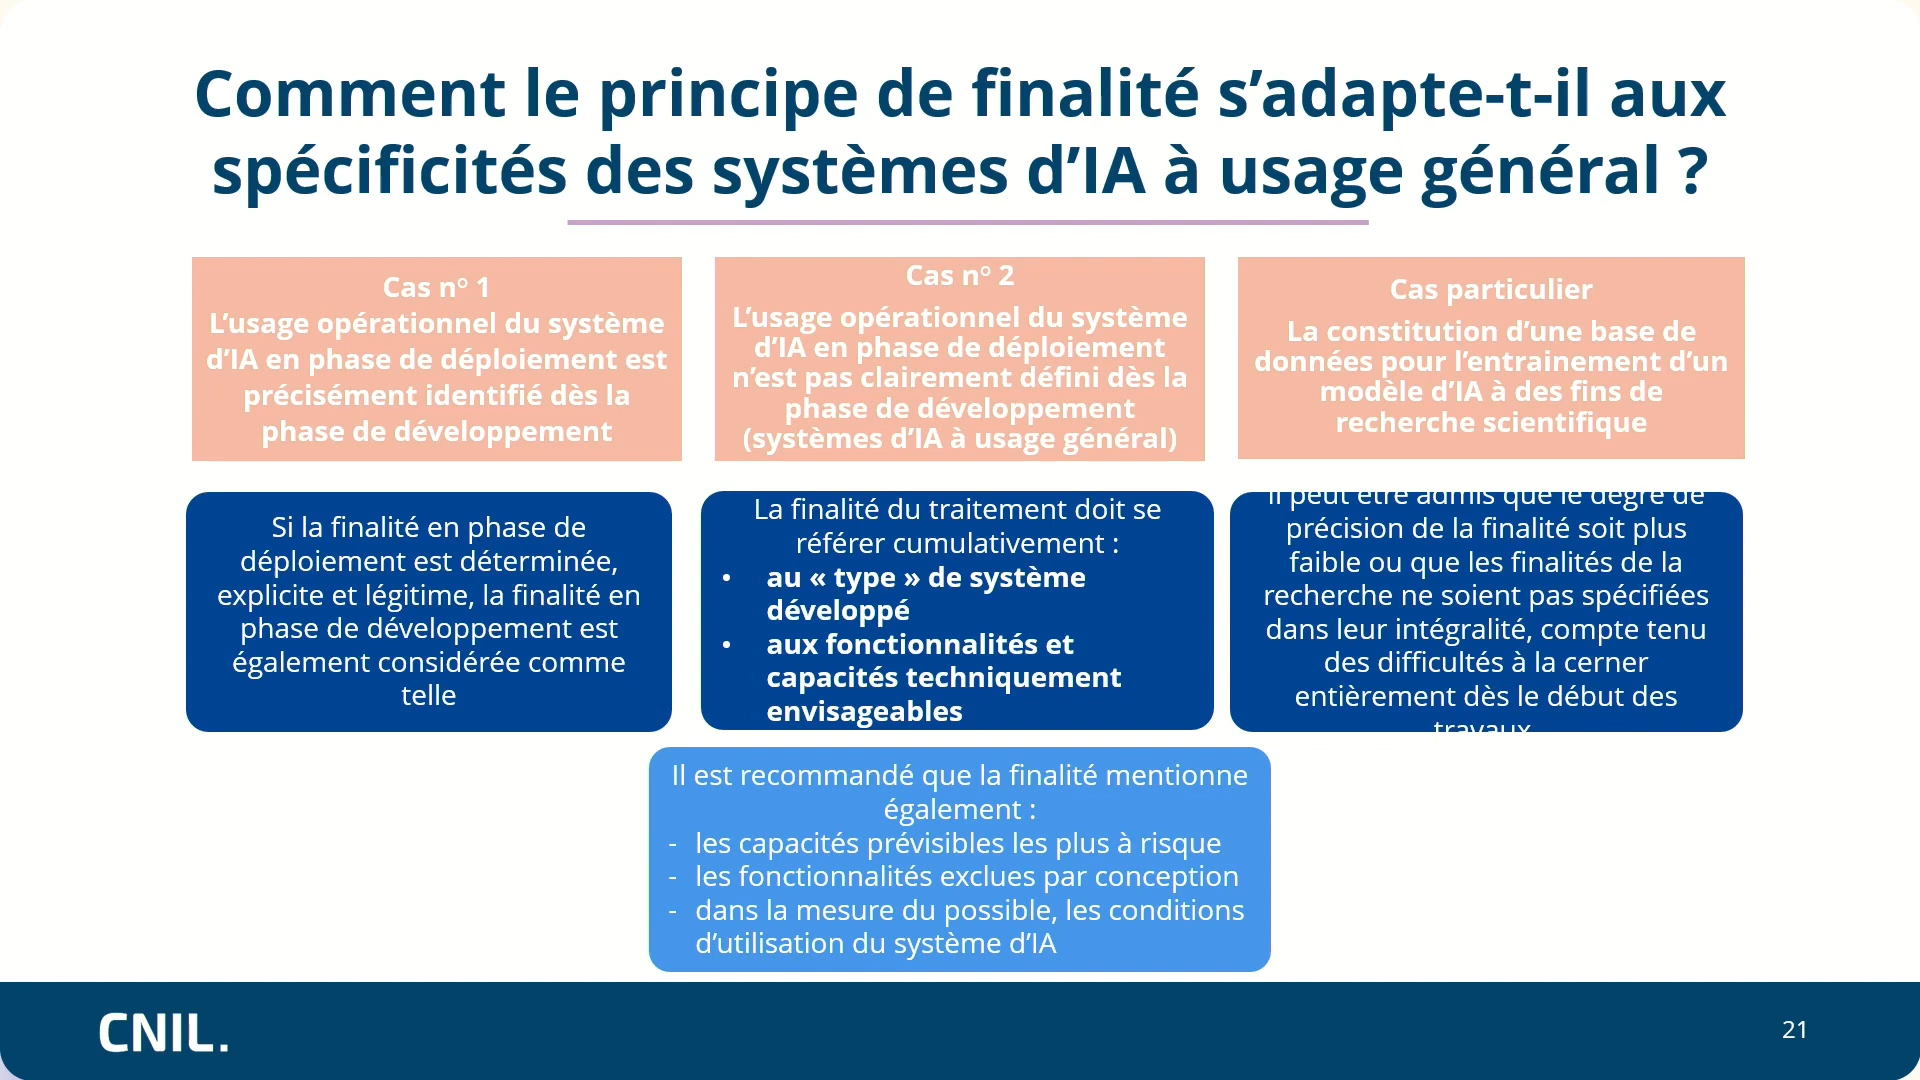 Comment le principe de finalité s’adapte-t-il aux
spécificités des systèmes d’IA à usage général ?
Cas n° 1
L’usage opérationnel du système
d’IA en phase de déploiement est
précisément identifié dès la
phase de développement
Cas n° 2
L’usage opérationnel du système
d’IA en phase de déploiement
n’est pas clairement défini dès la
phase de développement
(systèmes d’IA à usage général)
Cas particulier
La constitution d’une base de
données pour l’entrainement d’un
modèle d’IA à des fins de
recherche scientifique
Si la finalité en phase de
déploiement est déterminée,
explicite et légitime, la finalité en
phase de développement est
également considérée comme
telle
La finalité du traitement doit se
référer cumulativement :
• au « type » de système
développé
• aux fonctionnalités et
capacités techniquement
envisageables
Il peut être admis que le degré de
précision de la finalité soit plus
faible ou que les finalités de la
recherche ne soient pas spécifiées
dans leur intégralité, compte tenu
des difficultés à la cerner
entièrement dès le début des
travaux
Il est recommandé que la finalité mentionne
également :
- les capacités prévisibles les plus à risque
- les fonctionnalités exclues par conception
- dans la mesure du possible, les conditions
d’utilisation du système d’IA
CNIL.
21